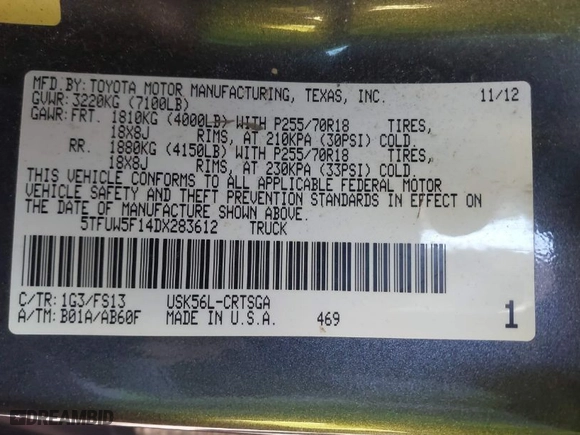 MFD.BY: TOYOTA MOTOR MANUFACTURING, TEXAS, INC. 11/12
GVWR: 3220KG (7100LB)
GAWR: FRT. 1810KG (4000LB) WITH P255/70R18 TIRES,
18X8J RIMS, AT 210KPA (30PSI) COLD.
RR. 1880KG (4150LB) WITH P255/70R18 TIRES,
18X8J RIMS, AT 230KPA (33PSI) COLD.
THIS VEHICLE CONFORMS TO ALL APPLICABLE FEDERAL MOTOR
VEHICLE SAFETY AND THEFT PREVENTION STANDARDS IN EFFECT ON
THE DATE OF MANUFACTURE SHOWN ABOVE.
5TFUW5F14DX283612 TRUCK
C/TR: 1G3/FS13 USK56L-CRTSGA
A/TM: B01A/AB60F MADE IN U.S.A. 469 1
DREAMBID